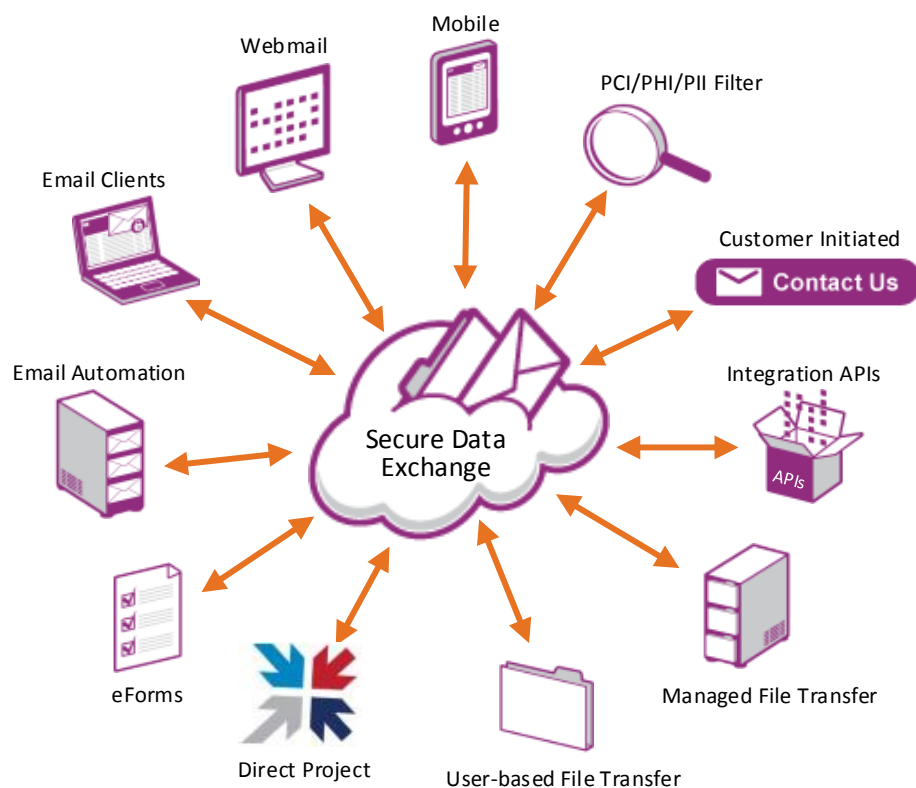 Mobile
Webmail
PCI/PHI/PII Filter
Email Clients
Customer Initiated
Contact Us
Email Automation
Integration APIs
Secure Data
Exchange
APIs
eForms
Managed File Transfer
Direct Project
User-based File Transfer